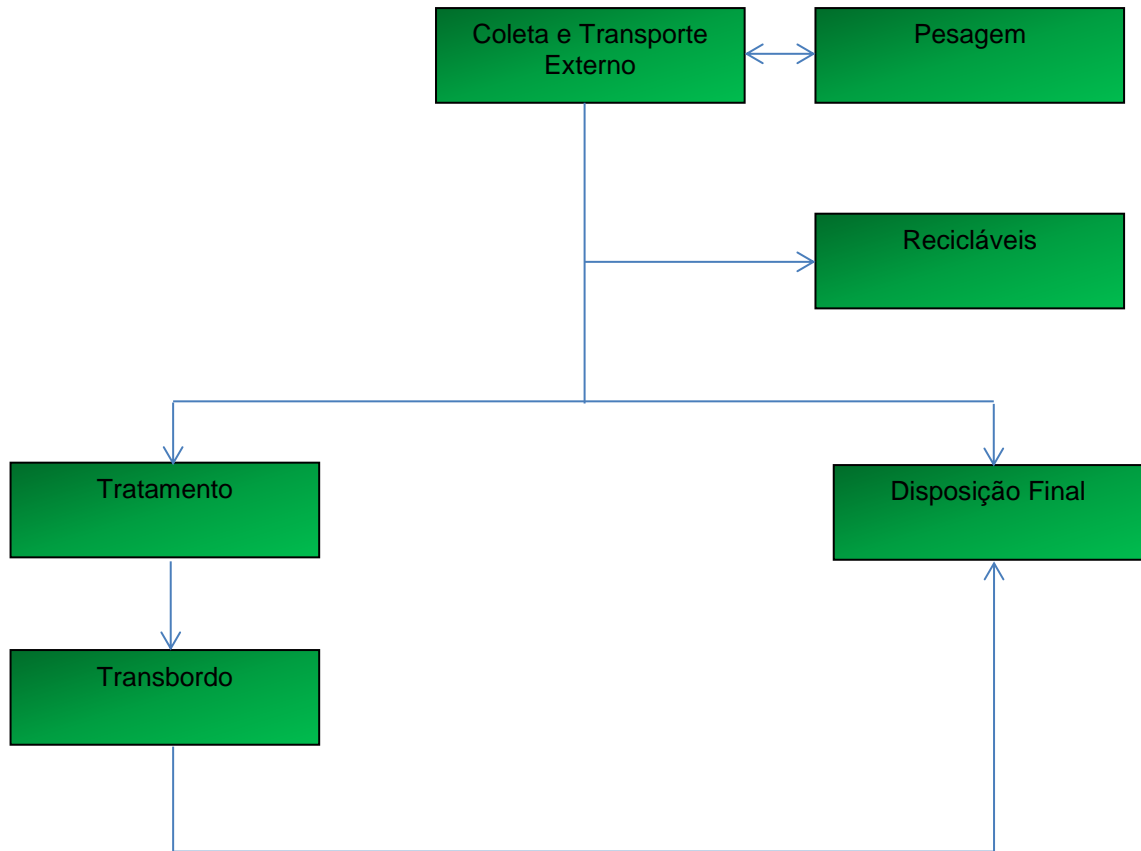 Coleta e Transporte
Externo
Pesagem
Recicláveis
Tratamento
Disposição Final
Transbordo